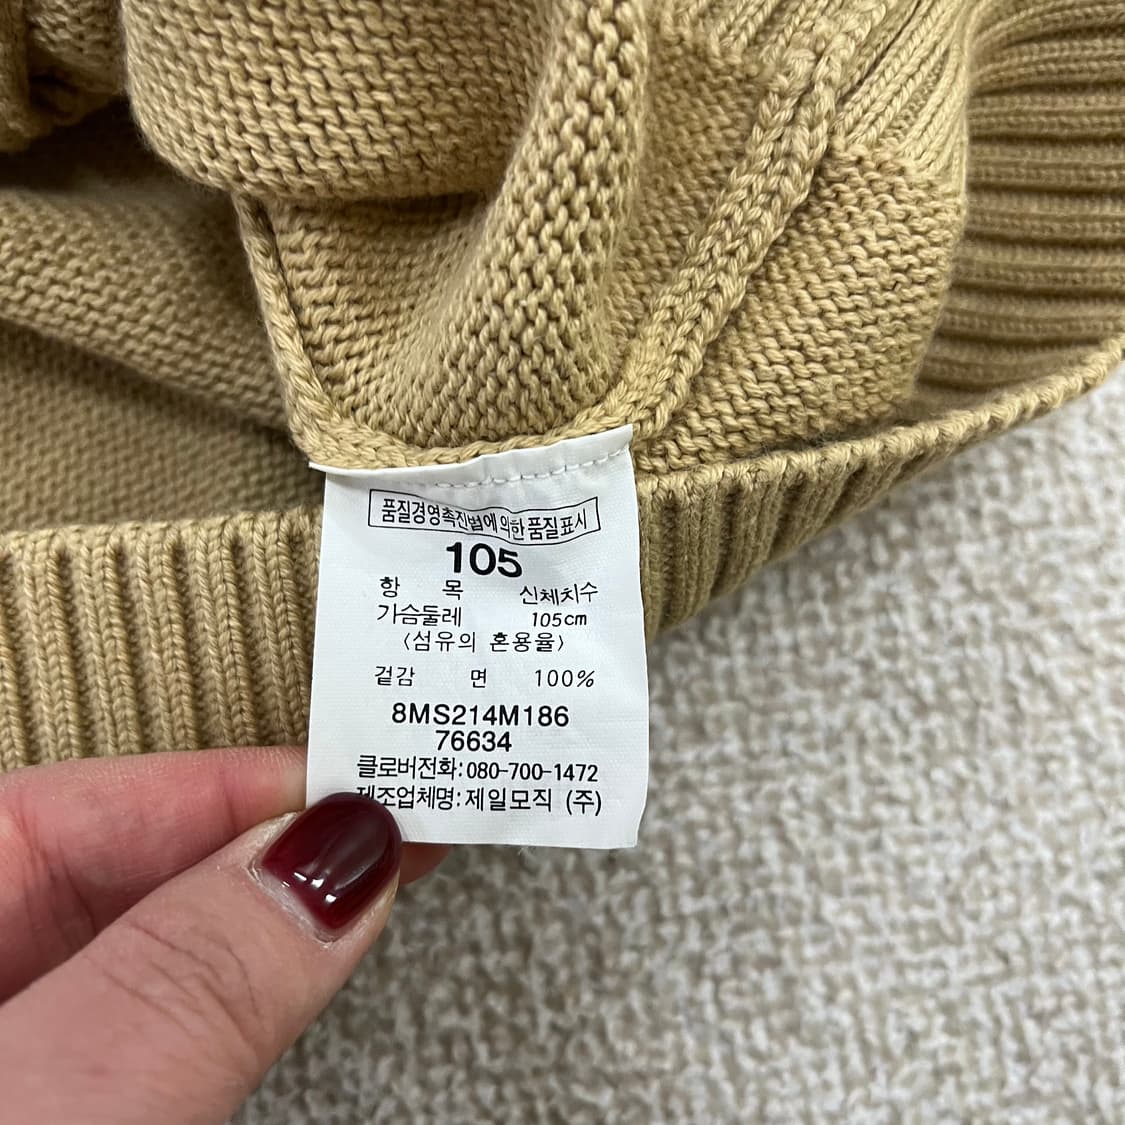 품질경영촉진법에 의한 품질표시
105
항 목 신체치수
가슴둘레 105cm
〈섬유의 혼용율〉
겉감 면 100%
8MS214M186
76634
클로버전화: 080-700-1472
제조업체명: 제일모직 (주)